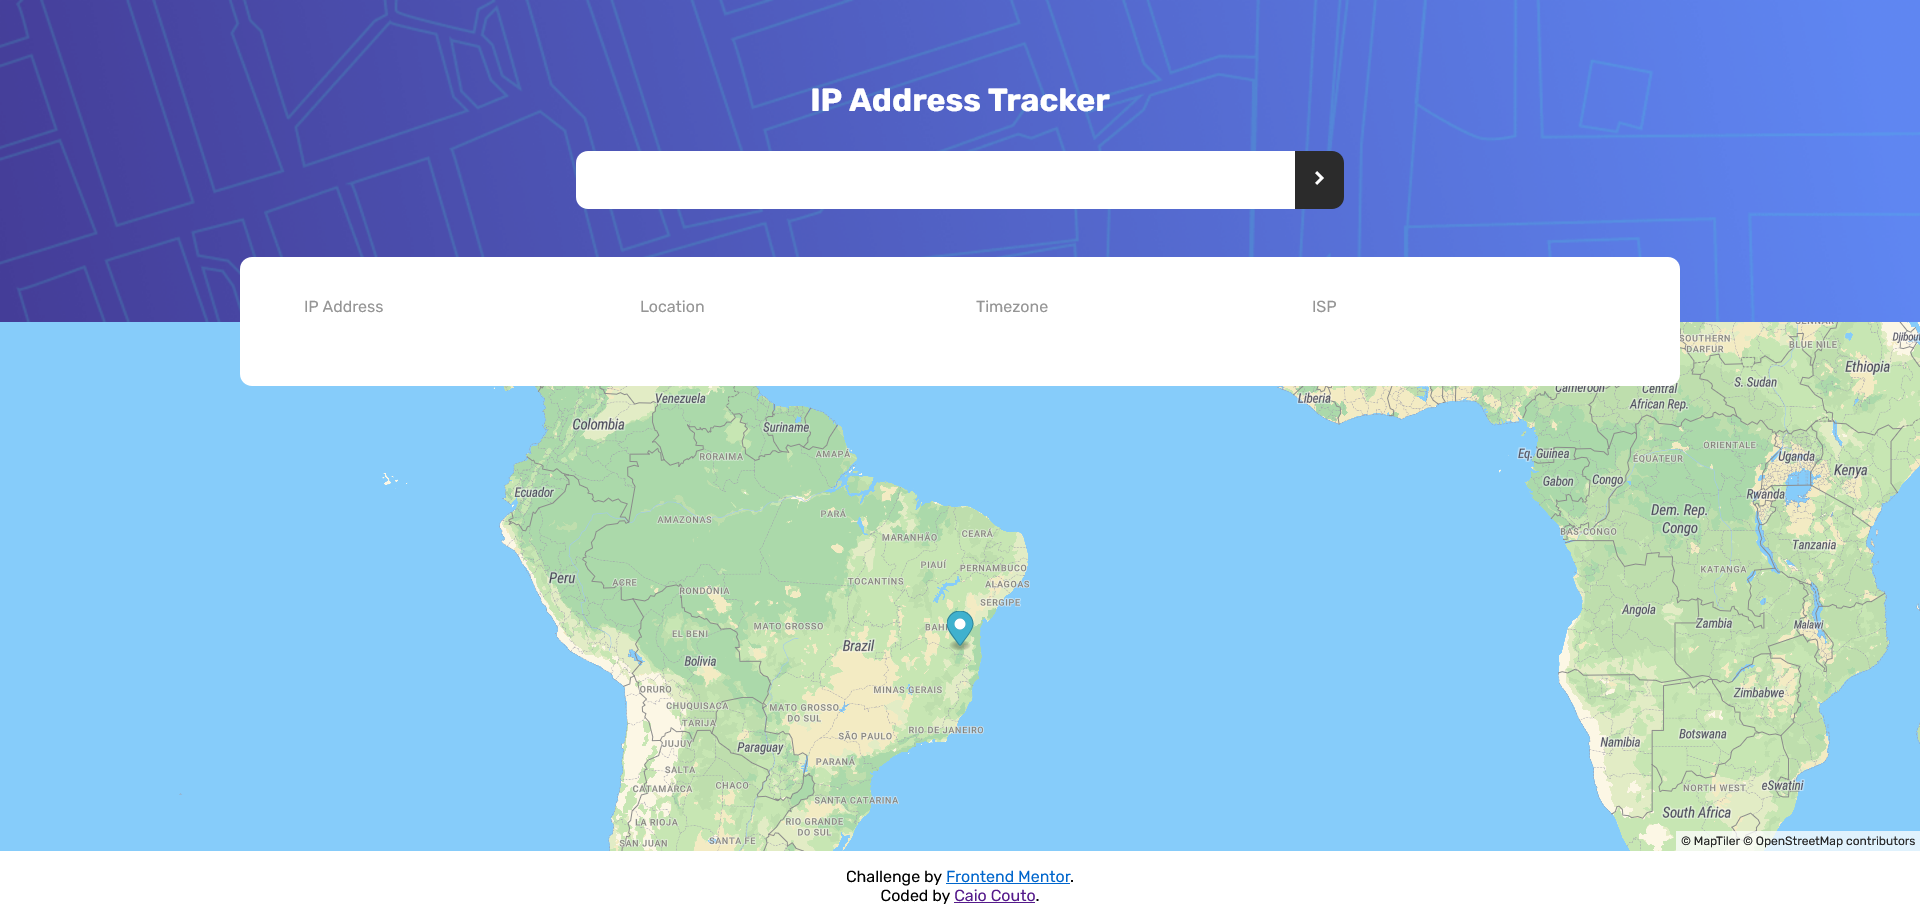 IP Address Tracker
IP Address
Location
Timezone
ISP
SOUTHERN
DARFUR
BLUE NILE
Djibout
Ethiopia
S. Sudan
Venezuela
Liberia
Cameroon
Central
African Rep.
Colombia
Suriname
RORAIMA
AMAPÁ
ORIENTALE
Eq. Guinea
ÉQUATEUR
Uganda
Kenya
Gabon
Congo
Ecuador
Rwanda
AMAZONAS
PARÁ
Dem. Rep.
Congo
MARANHÃO
CEARÁ
BAS-CONGO
Tanzania
PIAUÍ
PERNAMBUCO
KATANGA
Peru
ACRE
TOCANTINS
ALAGOAS
RONDÔNIA
SERGIPE
Angola
Zambia
Malawi
MATO GROSSO
BAH
EL BENI
Brazil
Bolivia
ORURO
MINAS GERAIS
Zimbabwe
CHUQUISACA
MATO GROSSO
DO SUL
TARIJA
RIO DE JANEIRO
SÃO PAULO
Botswana
JUJUY
Paraguay
Namibia
PARANÁ
SALTA
CATAMARCA
CHACO
NORTH WEST
eSwatini
SANTA CATARINA
South Africa
LA RIOJA
RIO GRANDE
DO SUL
SAN JUAN
SANTA FE
© MapTiler © OpenStreetMap contributors
Challenge by Frontend Mentor.
Coded by Caio Couto.